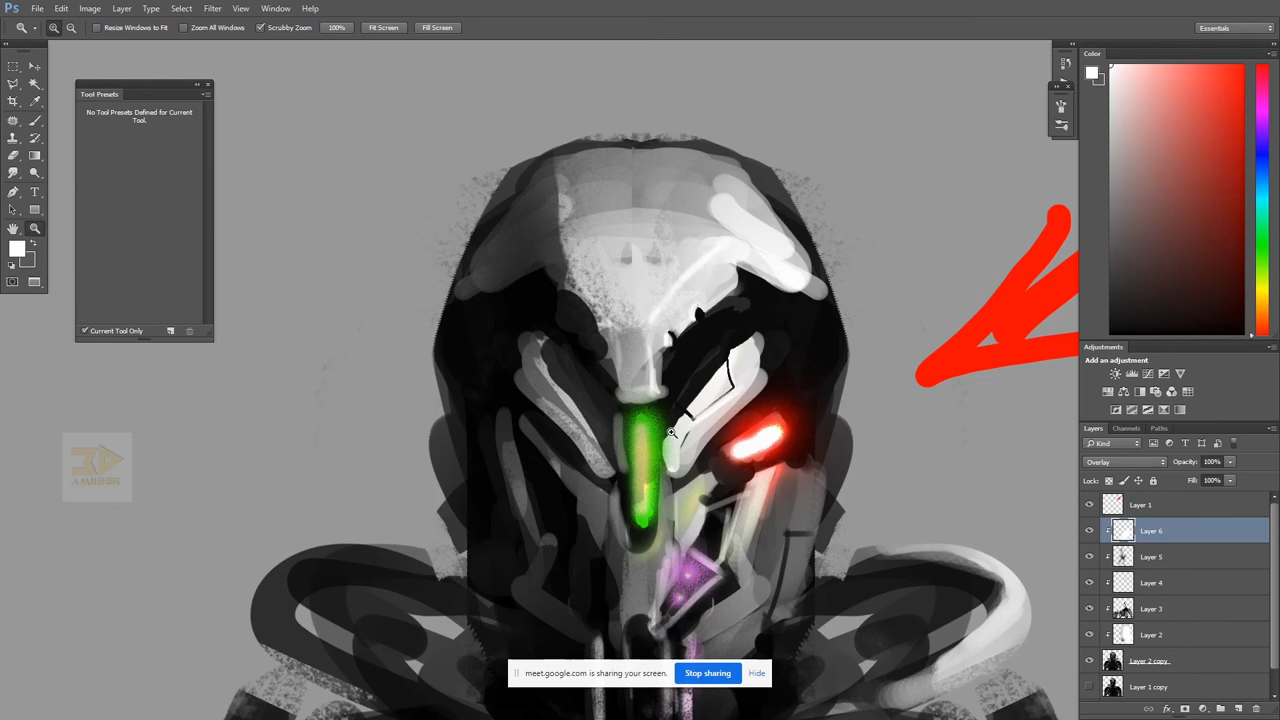 Ps File Edit Image Layer Type Select Filter View Window Help
Resize Windows to Fit Zoom All Windows Scrubby Zoom 100% Fit Screen Fill Screen Essentials
Tool Presets
No Tool Presets Defined for Current
Tool.
Current Tool Only
Color
Adjustments
Add an adjustment
Layers Channels Paths
Kind
Overlay Opacity: 100%
Lock: Fill: 100%
Layer 1
Layer 6
Layer 5
Layer 4
Layer 3
Layer 2
Layer 2 copy
Layer 1 copy
meet.google.com is sharing your screen. Stop sharing Hide